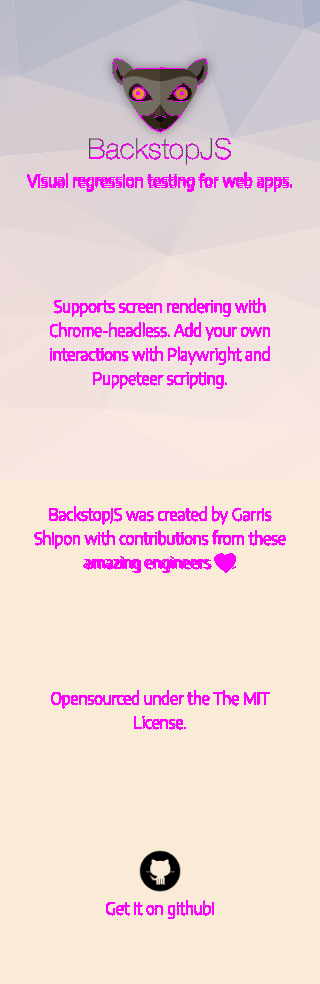 BackstopJS
Visual regression testing for web apps.
Supports screen rendering with
Chrome-headless. Add your own
interactions with Playwright and
Puppeteer scripting.
BackstopJS was created by Garris
Shipon with contributions from these
amazing engineers
Opensourced under the The MIT
License.
Get it on github!